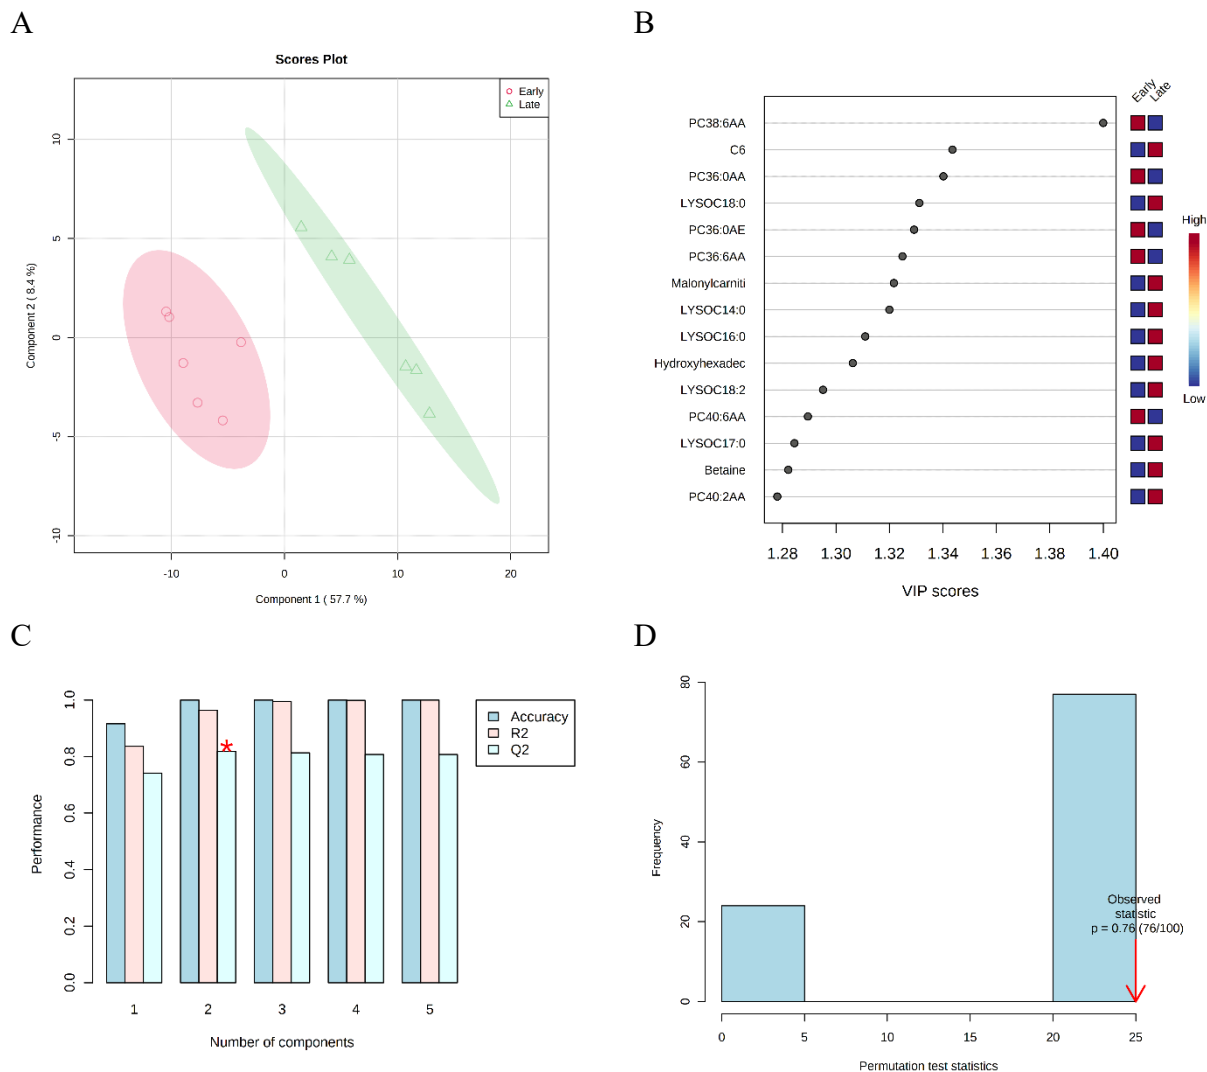 A
Scores Plot
Early
Late
Component 2 ( 8.4 %)
10
5
0
-5
-10
-10
0
10
20
Component 1 ( 57.7 %)
B
Early
Late
PC38:6AA
C6
PC36:0AA
LYSOC18:0
PC36:0AE
PC36:6AA
Malonylcarniti
LYSOC14:0
LYSOC16:0
Hydroxyhexadec
LYSOC18:2
PC40:6AA
LYSOC17:0
Betaine
PC40:2AA
High
Low
1.28 1.30 1.32 1.34 1.36 1.38 1.40
VIP scores
C
Performance
1.0
0.8
0.6
0.4
0.2
0.0
*
Accuracy
R2
Q2
1 2 3 4 5
Number of components
D
Frequency
80
60
40
20
0
Observed
statistic
p = 0.76 (76/100)
0 5 10 15 20 25
Permutation test statistics